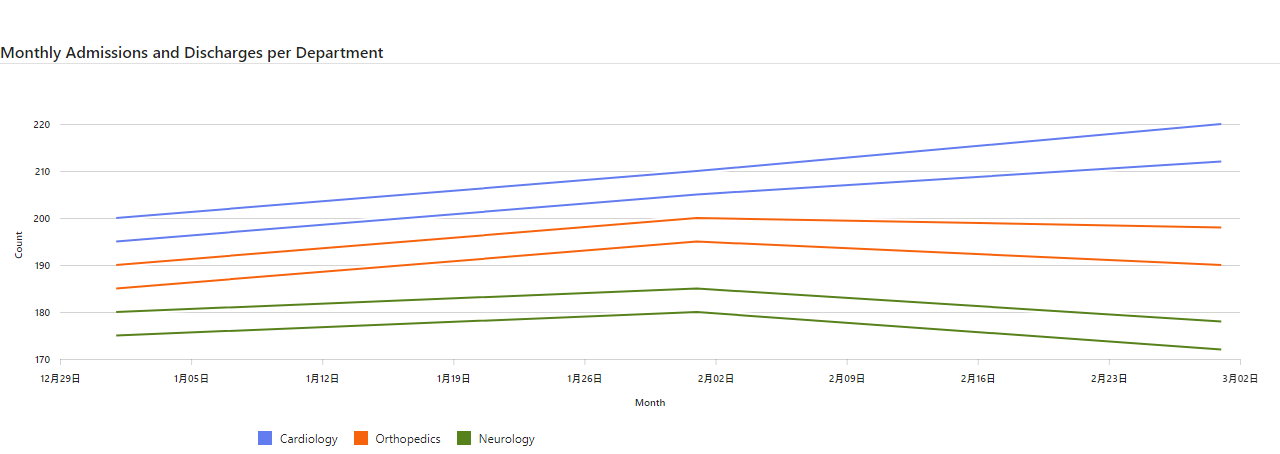 Monthly Admissions and Discharges per Department
220
210
200
190
180
170
Count
12月29日 1月05日 1月12日 1月19日 1月26日 2月02日 2月09日 2月16日 2月23日 3月02日
Month
Cardiology Orthopedics Neurology